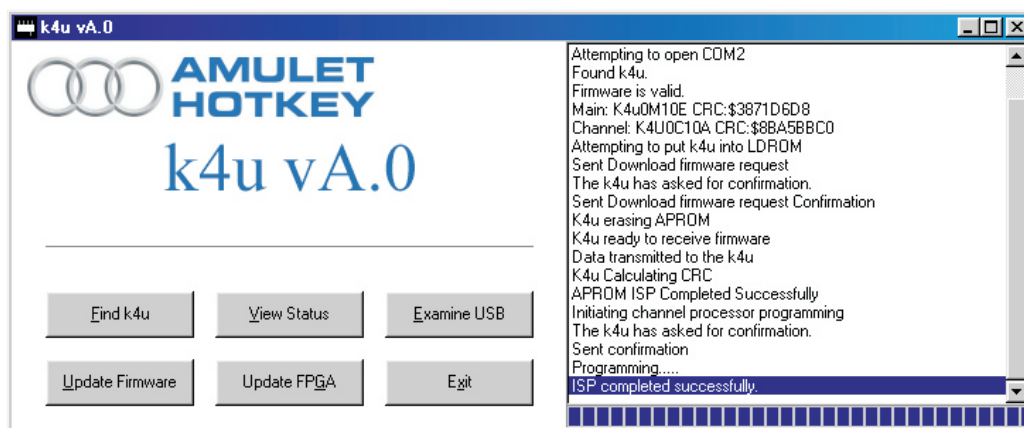 k4u vA.0
AMULET
HOTKEY
k4u vA.0
Find k4u
View Status
Examine USB
Update Firmware
Update FPGA
Exit
Attempting to open COM2
Found k4u.
Firmware is valid.
Main: K4u0M10E CRC:$3871D6D8
Channel: K4U0C10A CRC:$8BA5BBC0
Attempting to put k4u into LDROM
Sent Download firmware request
The k4u has asked for confirmation.
Sent Download firmware request Confirmation
K4u erasing APROM
K4u ready to receive firmware
Data transmitted to the k4u
K4u Calculating CRC
APROM ISP Completed Successfully
Initiating channel processor programming
The k4u has asked for confirmation.
Sent confirmation
Programming.....
ISP completed successfully.